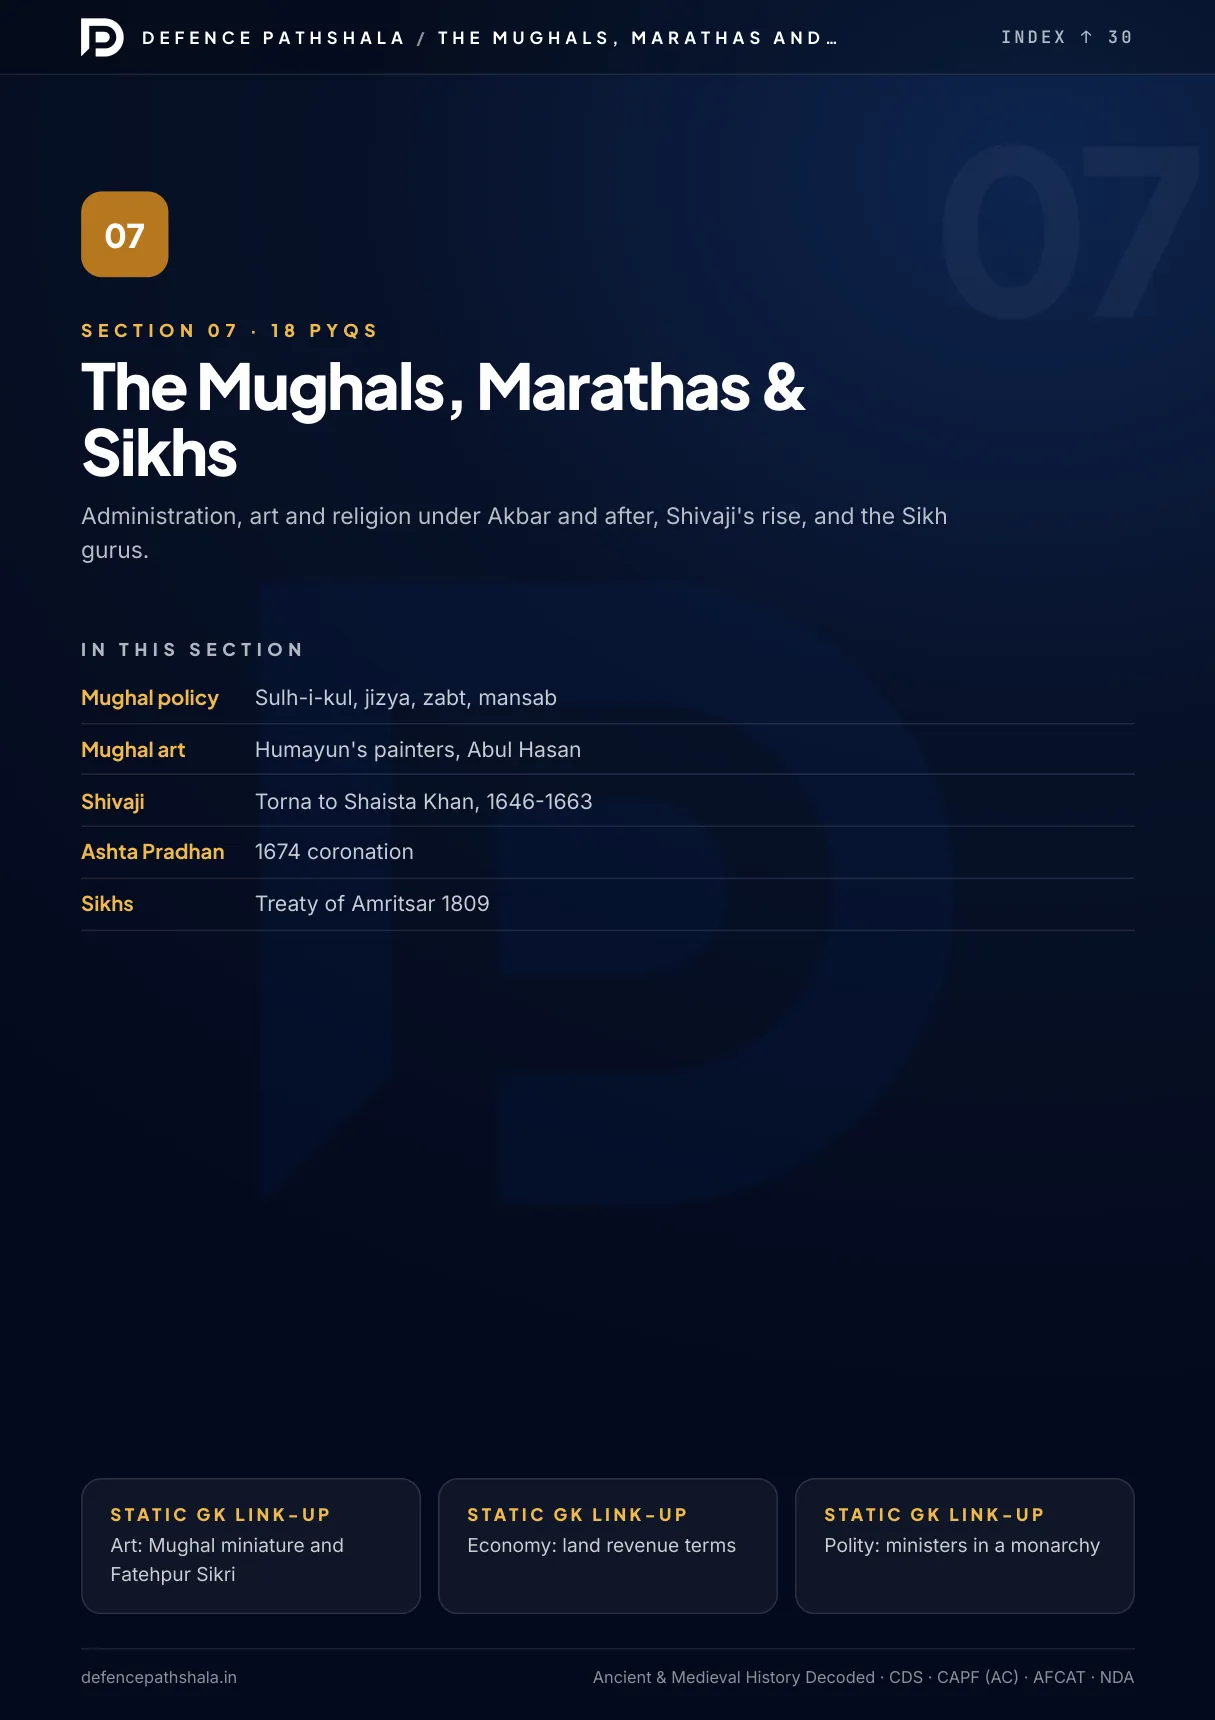 DEFENCE PATHSHALA / THE MUGHALS, MARATHAS AND…
INDEX ↑ 30
07
07
SECTION 07 · 18 PYQS
The Mughals, Marathas &
Sikhs
Administration, art and religion under Akbar and after, Shivaji's rise, and the Sikh
gurus.
IN THIS SECTION
Mughal policy Sulh-i-kul, jizya, zabt, mansab
Mughal art Humayun's painters, Abul Hasan
Shivaji Torna to Shaista Khan, 1646-1663
Ashta Pradhan 1674 coronation
Sikhs Treaty of Amritsar 1809
STATIC GK LINK-UP
Art: Mughal miniature and
Fatehpur Sikri
STATIC GK LINK-UP
Economy: land revenue terms
STATIC GK LINK-UP
Polity: ministers in a monarchy
defencepathshala.in
Ancient & Medieval History Decoded · CDS · CAPF (AC) · AFCAT · NDA